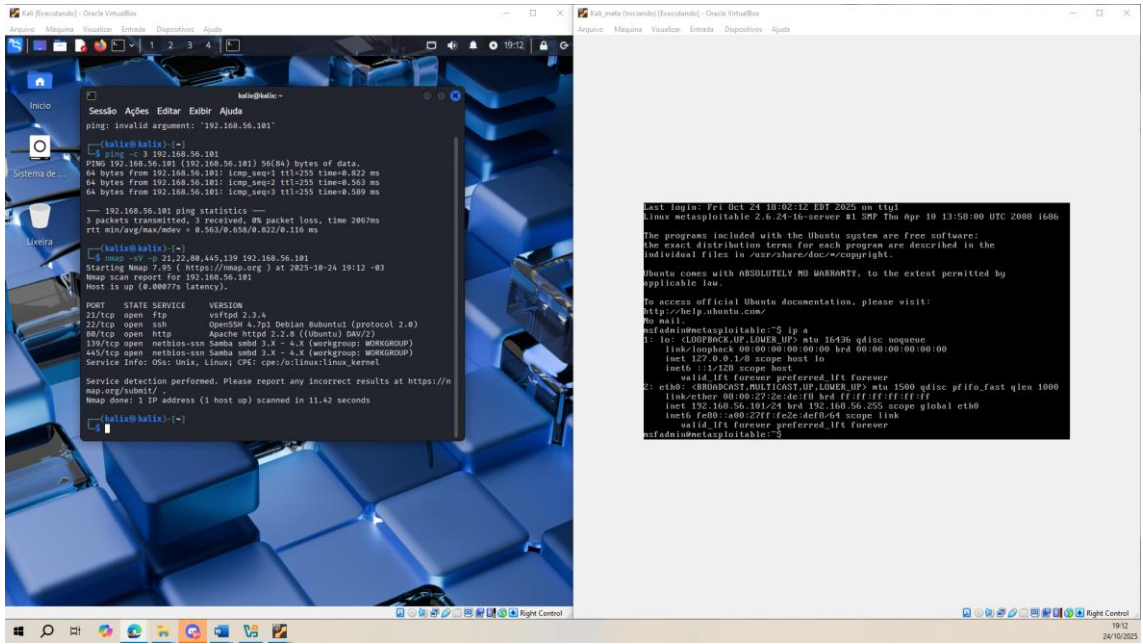 Kali [Executando] - Oracle VirtualBox
Arquivo Máquina Visualizar Entrada Dispositivos Ajuda
1 2 3 4
19:12
Início
Sistema de ...
Lixeira
kalix@kalix: ~
Sessão Ações Editar Exibir Ajuda
ping: invalid argument: '192.168.56.101'
(kalix㉿kalix)-[~]
$ ping -c 3 192.168.56.101
PING 192.168.56.101 (192.168.56.101) 56(84) bytes of data.
64 bytes from 192.168.56.101: icmp_seq=1 ttl=255 time=0.822 ms
64 bytes from 192.168.56.101: icmp_seq=2 ttl=255 time=0.563 ms
64 bytes from 192.168.56.101: icmp_seq=3 ttl=255 time=0.589 ms
--- 192.168.56.101 ping statistics ---
3 packets transmitted, 3 received, 0% packet loss, time 2067ms
rtt min/avg/max/mdev = 0.563/0.658/0.822/0.116 ms
(kalix㉿kalix)-[~]
$ nmap -sV -p 21,22,80,445,139 192.168.56.101
Starting Nmap 7.95 ( https://nmap.org ) at 2025-10-24 19:12 -03
Nmap scan report for 192.168.56.101
Host is up (0.00077s latency).
PORT STATE SERVICE VERSION
21/tcp open ftp vsftpd 2.3.4
22/tcp open ssh OpenSSH 4.7p1 Debian 8ubuntu1 (protocol 2.0)
80/tcp open http Apache httpd 2.2.8 ((Ubuntu) DAV/2)
139/tcp open netbios-ssn Samba smbd 3.X - 4.X (workgroup: WORKGROUP)
445/tcp open netbios-ssn Samba smbd 3.X - 4.X (workgroup: WORKGROUP)
Service Info: OSs: Unix, Linux; CPE: cpe:/o:linux:linux_kernel
Service detection performed. Please report any incorrect results at https://n
map.org/submit/ .
Nmap done: 1 IP address (1 host up) scanned in 11.42 seconds
(kalix㉿kalix)-[~]
$
Right Control
Kali_meta (Iniciando) [Executando] - Oracle VirtualBox
Arquivo Máquina Visualizar Entrada Dispositivos Ajuda
Last login: Fri Oct 24 18:02:12 EDT 2025 on tty1
Linux metasploitable 2.6.24-16-server #1 SMP Thu Apr 10 13:58:00 UTC 2008 i686
The programs included with the Ubuntu system are free software;
the exact distribution terms for each program are described in the
individual files in /usr/share/doc/*/copyright.
Ubuntu comes with ABSOLUTELY NO WARRANTY, to the extent permitted by
applicable law.
To access official Ubuntu documentation, please visit:
http://help.ubuntu.com/
No mail.
msfadmin@metasploitable:~$ ip a
1: lo: <LOOPBACK,UP,LOWER_UP> mtu 16436 qdisc noqueue
link/loopback 00:00:00:00:00:00 brd 00:00:00:00:00:00
inet 127.0.0.1/8 scope host lo
inet6 ::1/128 scope host
valid_lft forever preferred_lft forever
2: eth0: <BROADCAST,MULTICAST,UP,LOWER_UP> mtu 1500 qdisc pfifo_fast qlen 1000
link/ether 08:00:27:2e:de:f8 brd ff:ff:ff:ff:ff:ff
inet 192.168.56.101/24 brd 192.168.56.255 scope global eth0
inet6 fe80::a00:27ff:fe2e:def8/64 scope link
valid_lft forever preferred_lft forever
msfadmin@metasploitable:~$
Right Control
19:12
24/10/2025